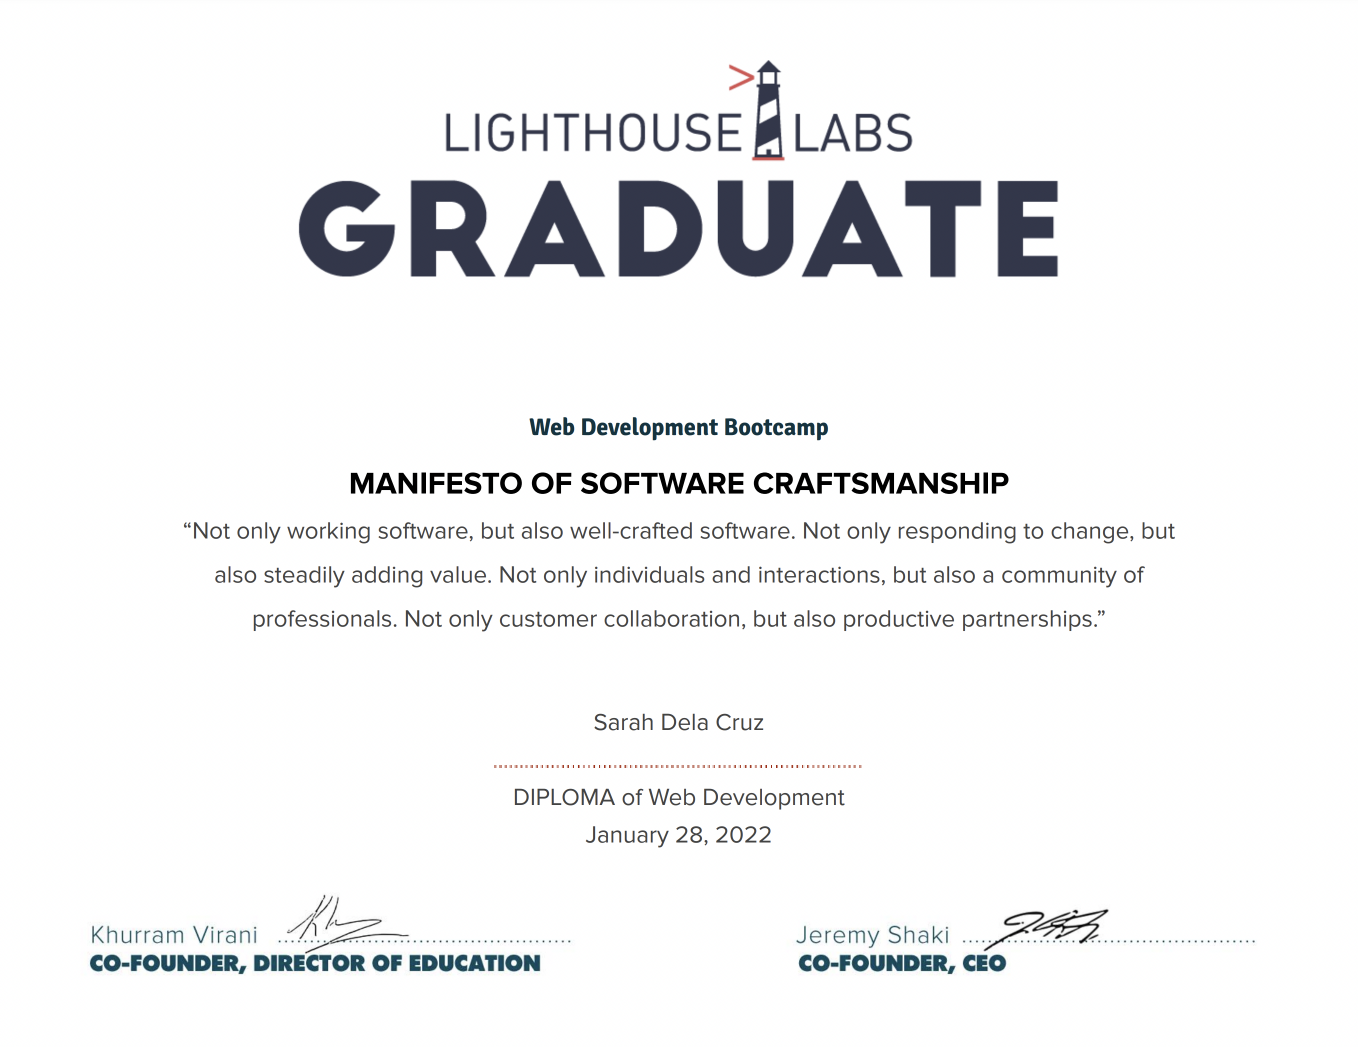 LIGHTHOUSE LABS
GRADUATE
Web Development Bootcamp
MANIFESTO OF SOFTWARE CRAFTSMANSHIP
“Not only working software, but also well-crafted software. Not only responding to change, but
also steadily adding value. Not only individuals and interactions, but also a community of
professionals. Not only customer collaboration, but also productive partnerships.”
Sarah Dela Cruz
DIPLOMA of Web Development
January 28, 2022
Khurram Virani
CO-FOUNDER, DIRECTOR OF EDUCATION
Jeremy Shaki
CO-FOUNDER, CEO